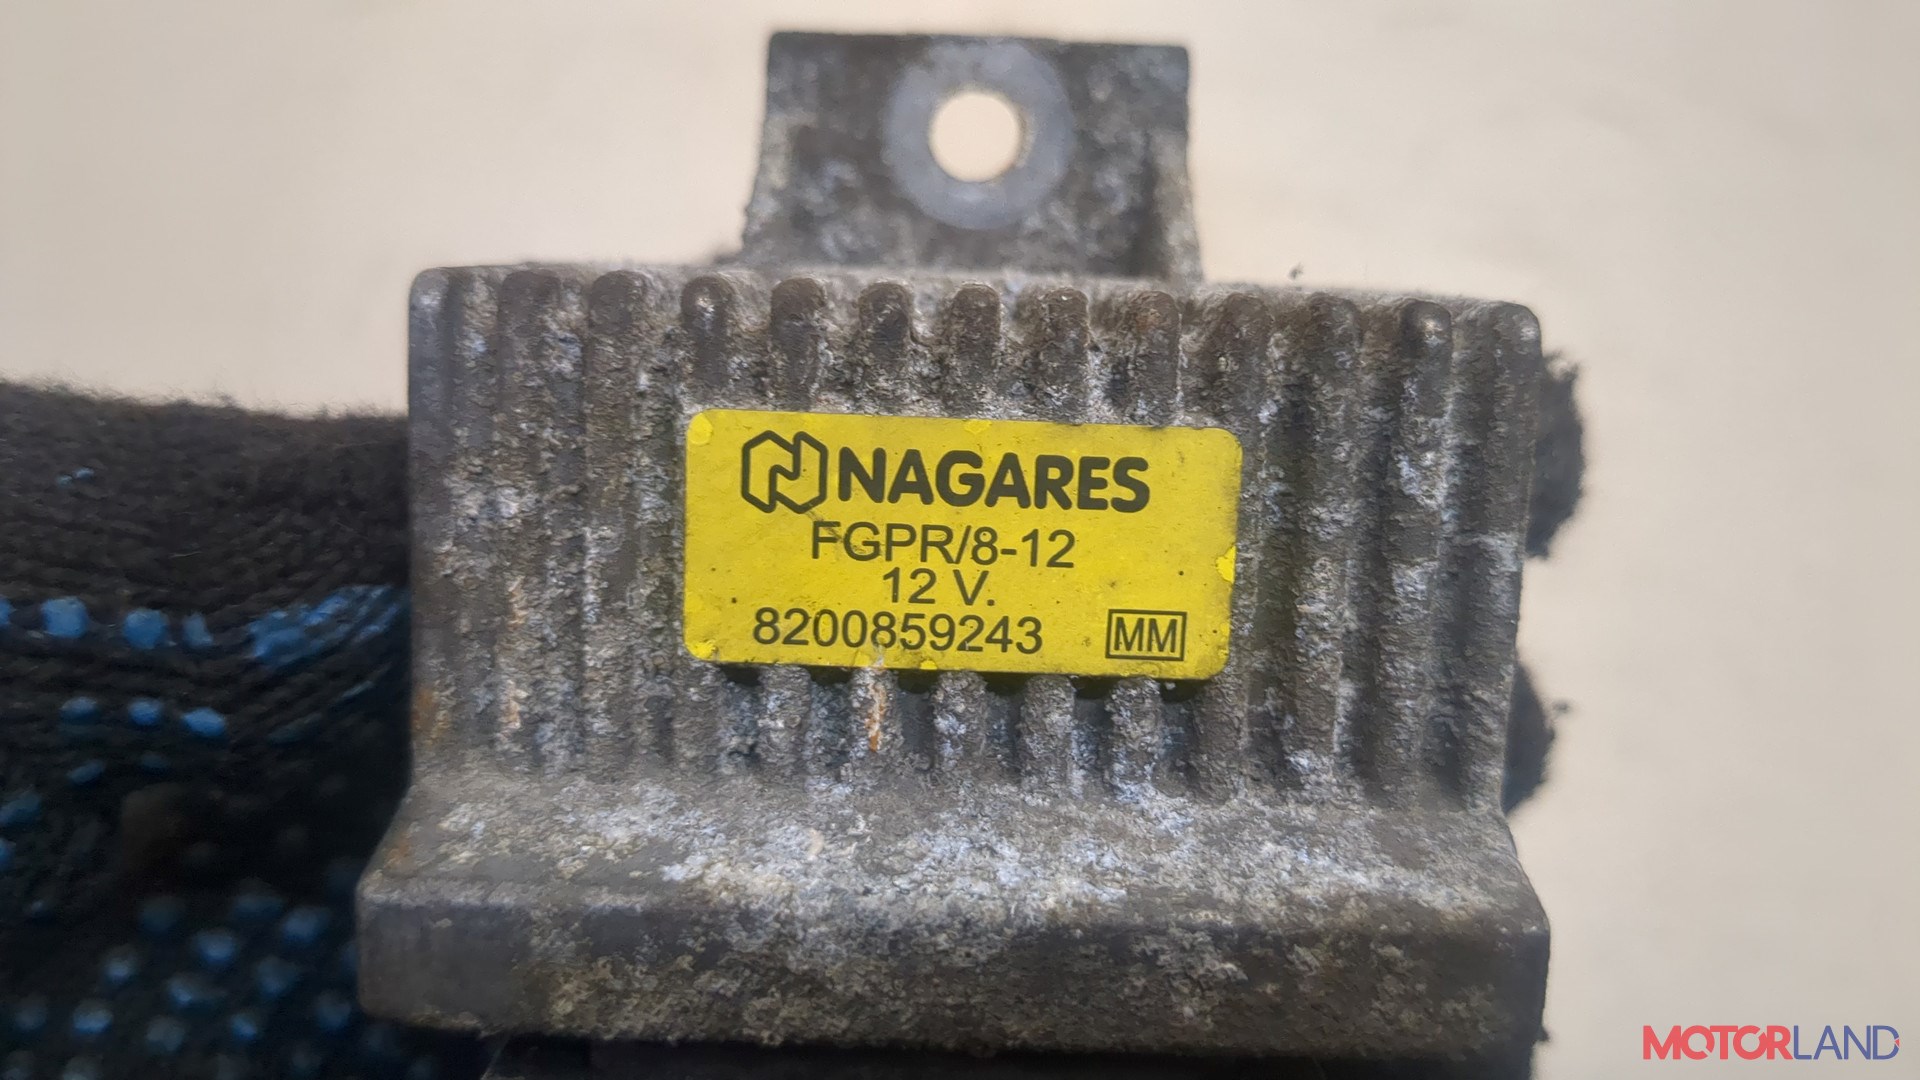 NAGARES
FGPR/8-12
12 V.
8200859243 MM
MOTORLAND